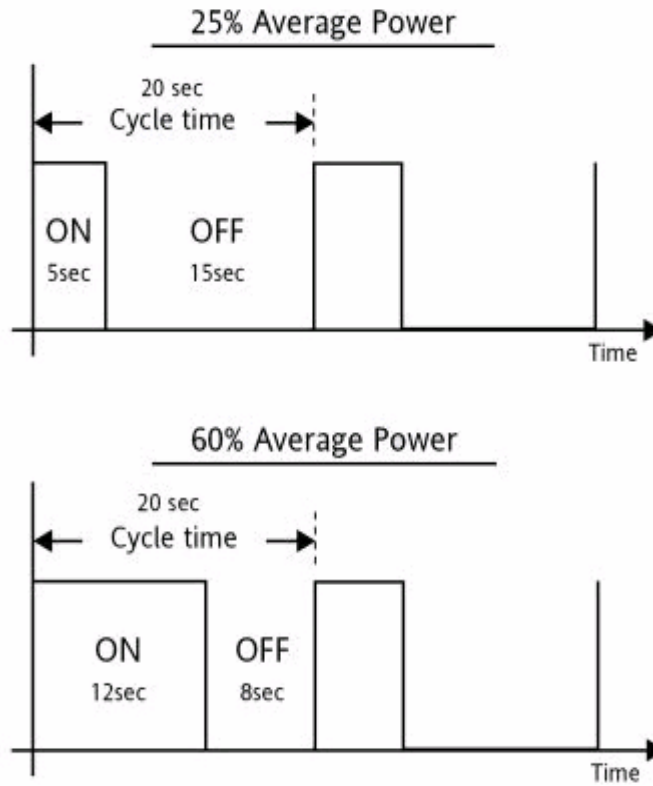 25% Average Power
20 sec
Cycle time
ON
OFF
5sec
15sec
Time
60% Average Power
20 sec
Cycle time
ON
OFF
12sec
8sec
Time